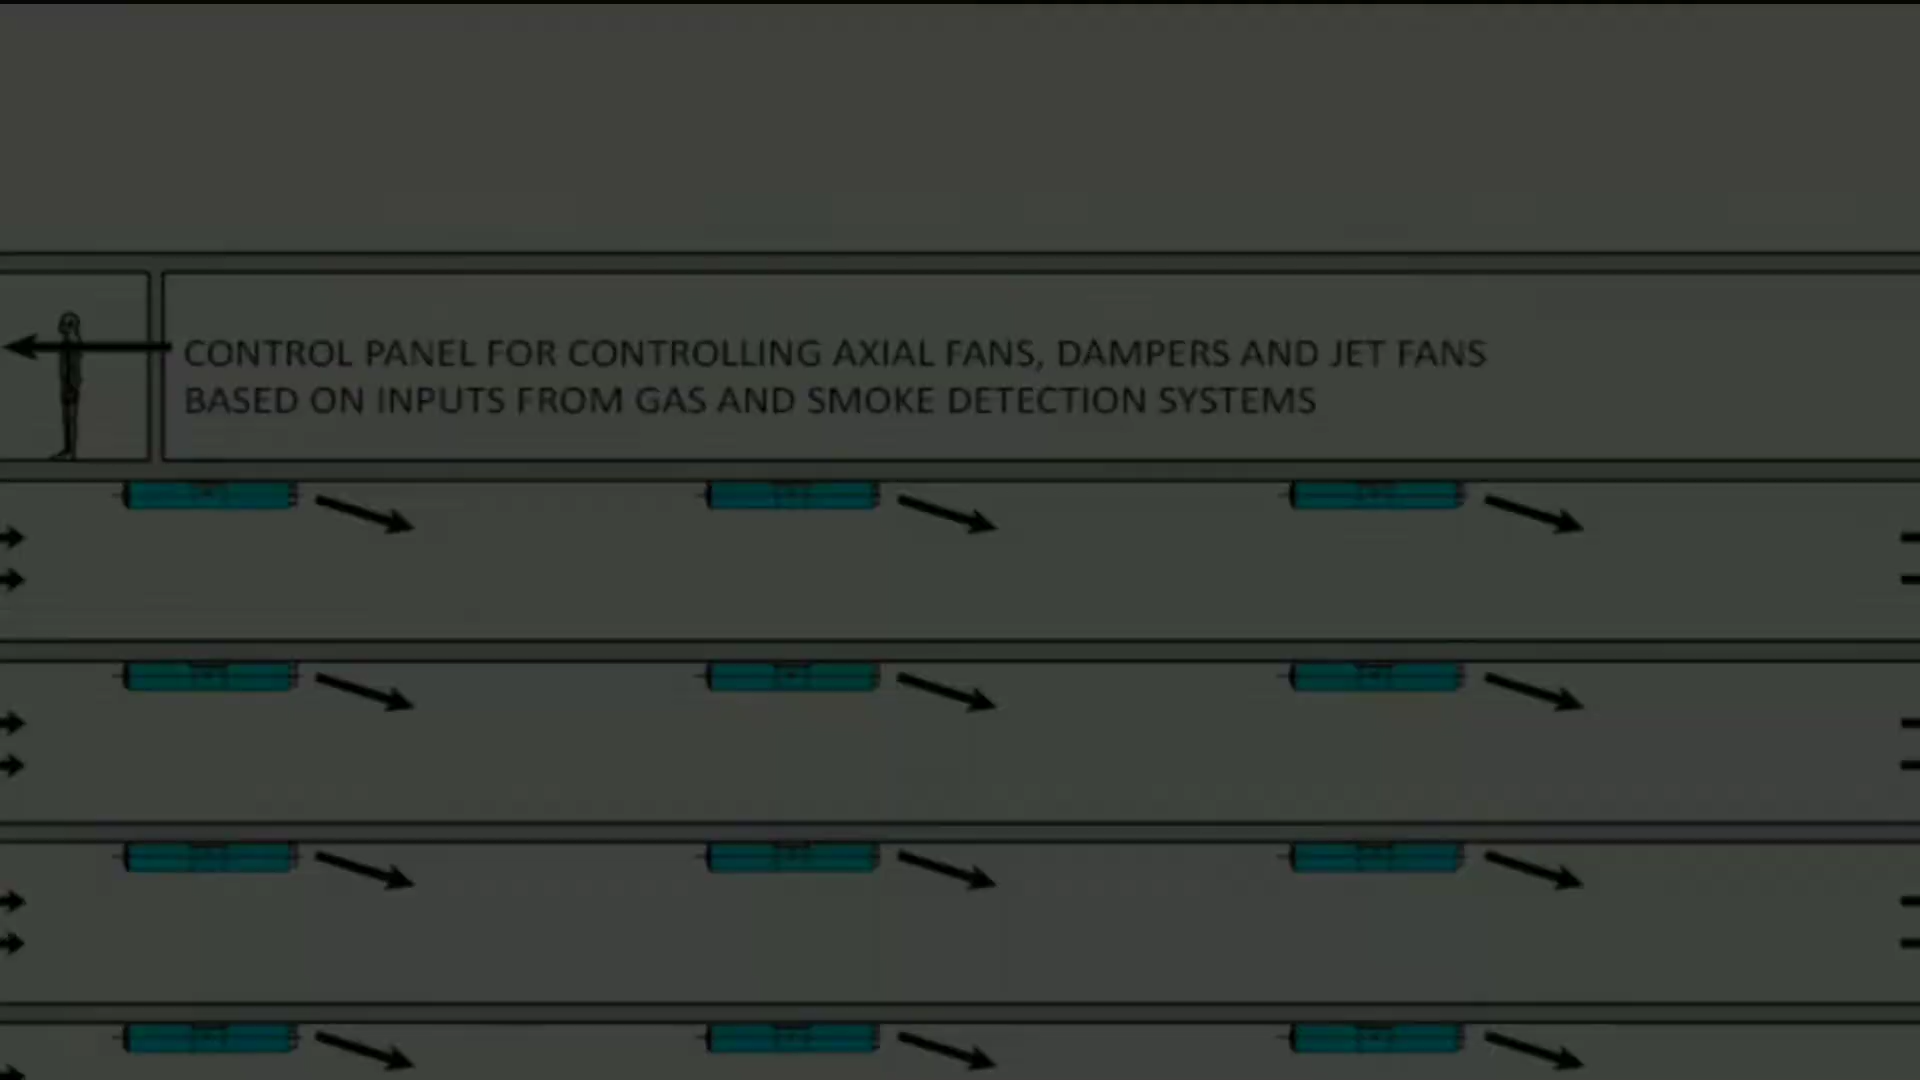 CONTROL PANEL FOR CONTROLLING AXIAL FANS, DAMPERS AND JET FANS
BASED ON INPUTS FROM GAS AND SMOKE DETECTION SYSTEMS